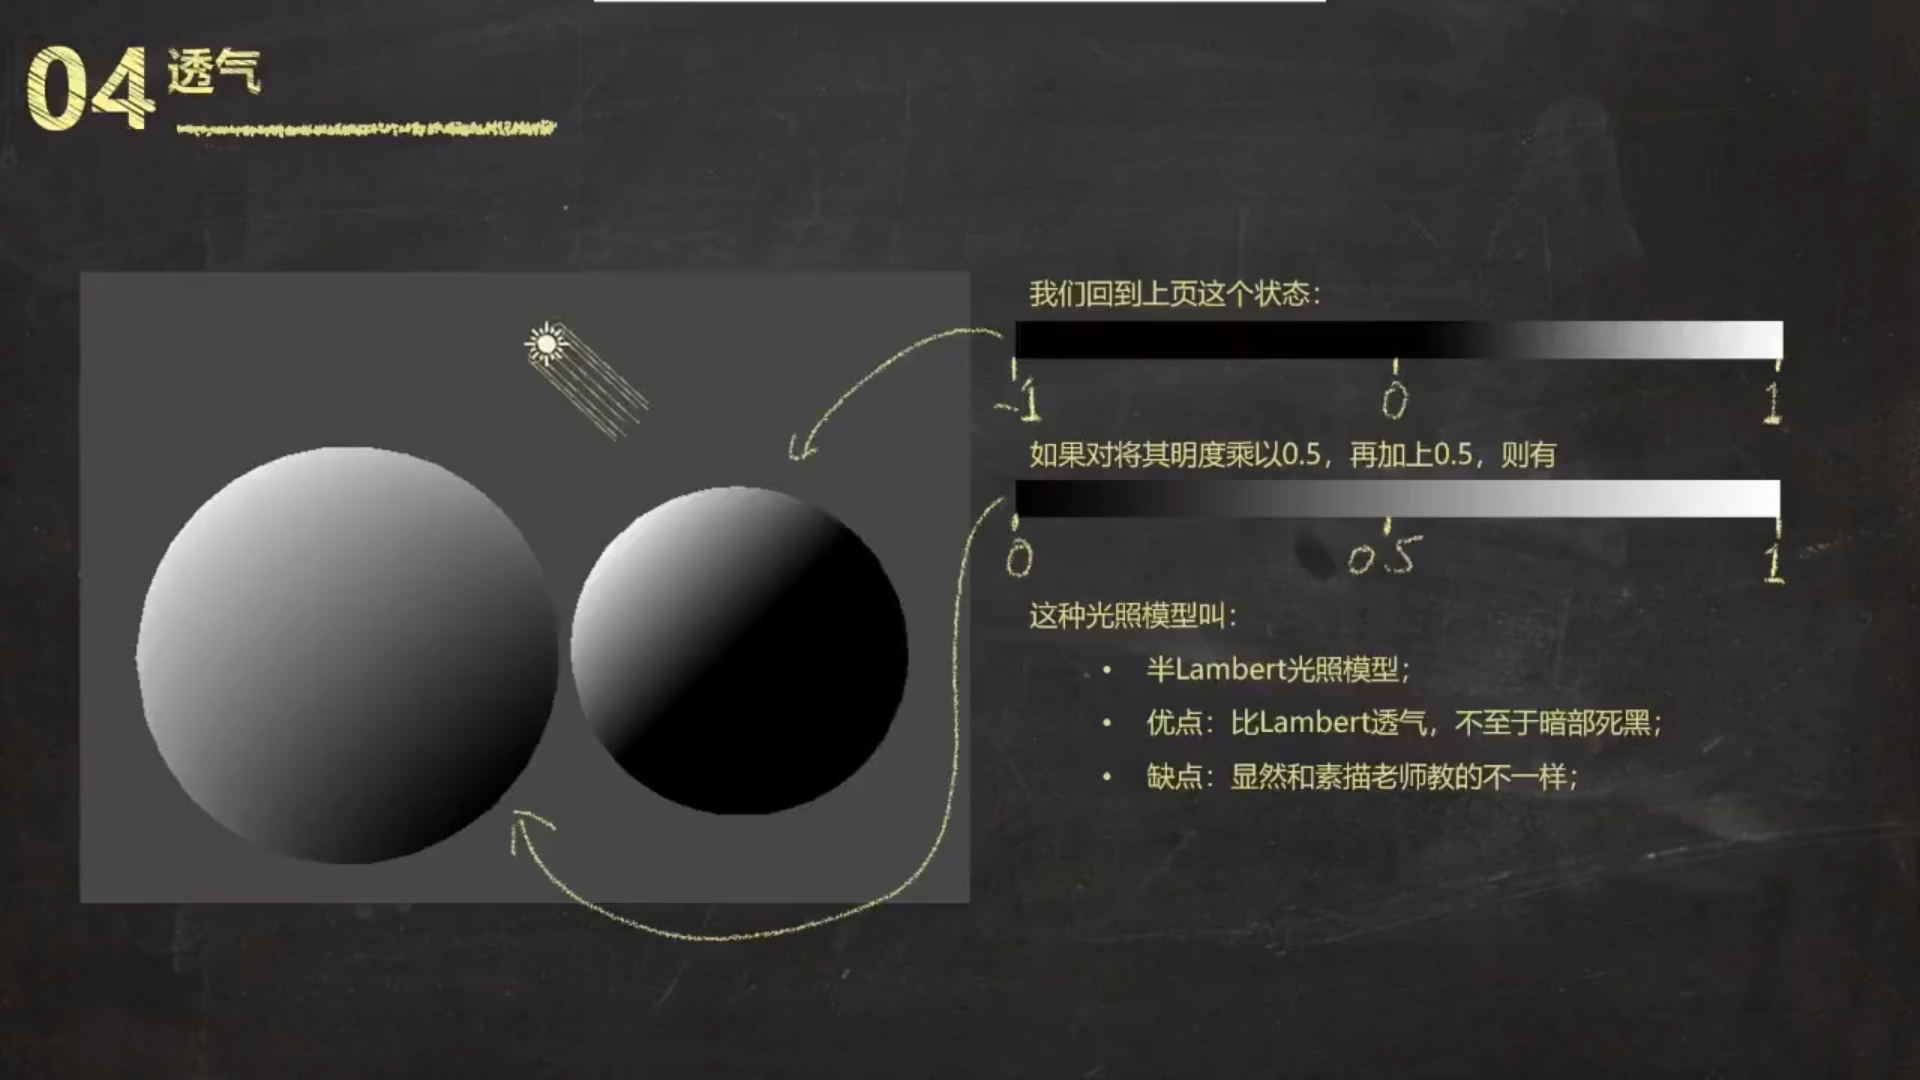 04 透气
我们回到上页这个状态：
-1 0 1
如果对将其明度乘以0.5，再加上0.5，则有
0 0.5 1
这种光照模型叫：
• 半Lambert光照模型；
• 优点：比Lambert透气，不至于暗部死黑；
• 缺点：显然和素描老师教的不一样；